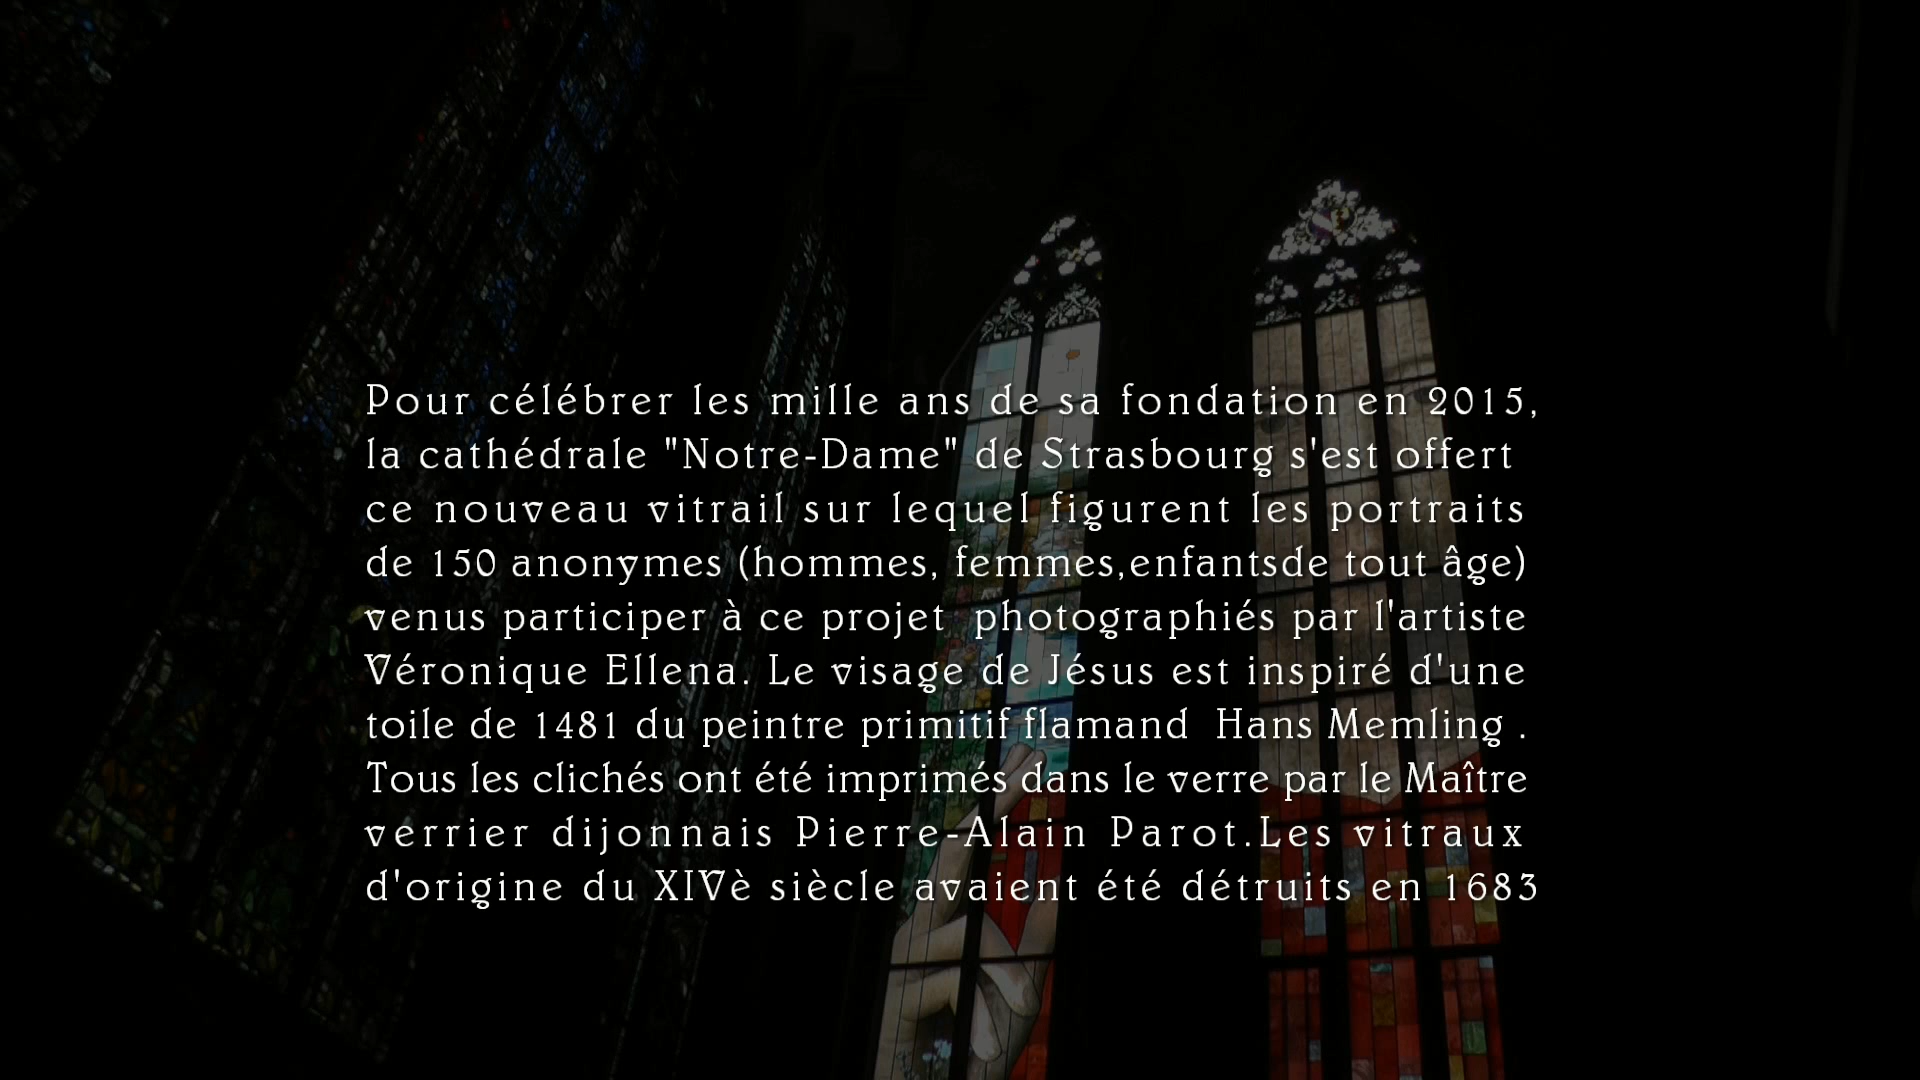 Pour célébrer les mille ans de sa fondation en 2015,
la cathédrale "Notre-Dame" de Strasbourg s'est offert
ce nouveau vitrail sur lequel figurent les portraits
de 150 anonymes (hommes, femmes,enfantsde tout âge)
venus participer à ce projet  photographiés par l'artiste
Véronique Ellena. Le visage de Jésus est inspiré d'une
toile de 1481 du peintre primitif flamand  Hans Memling .
Tous les clichés ont été imprimés dans le verre par le Maître
verrier dijonnais Pierre-Alain Parot.Les vitraux
d'origine du XIVè siècle avaient été détruits en 1683